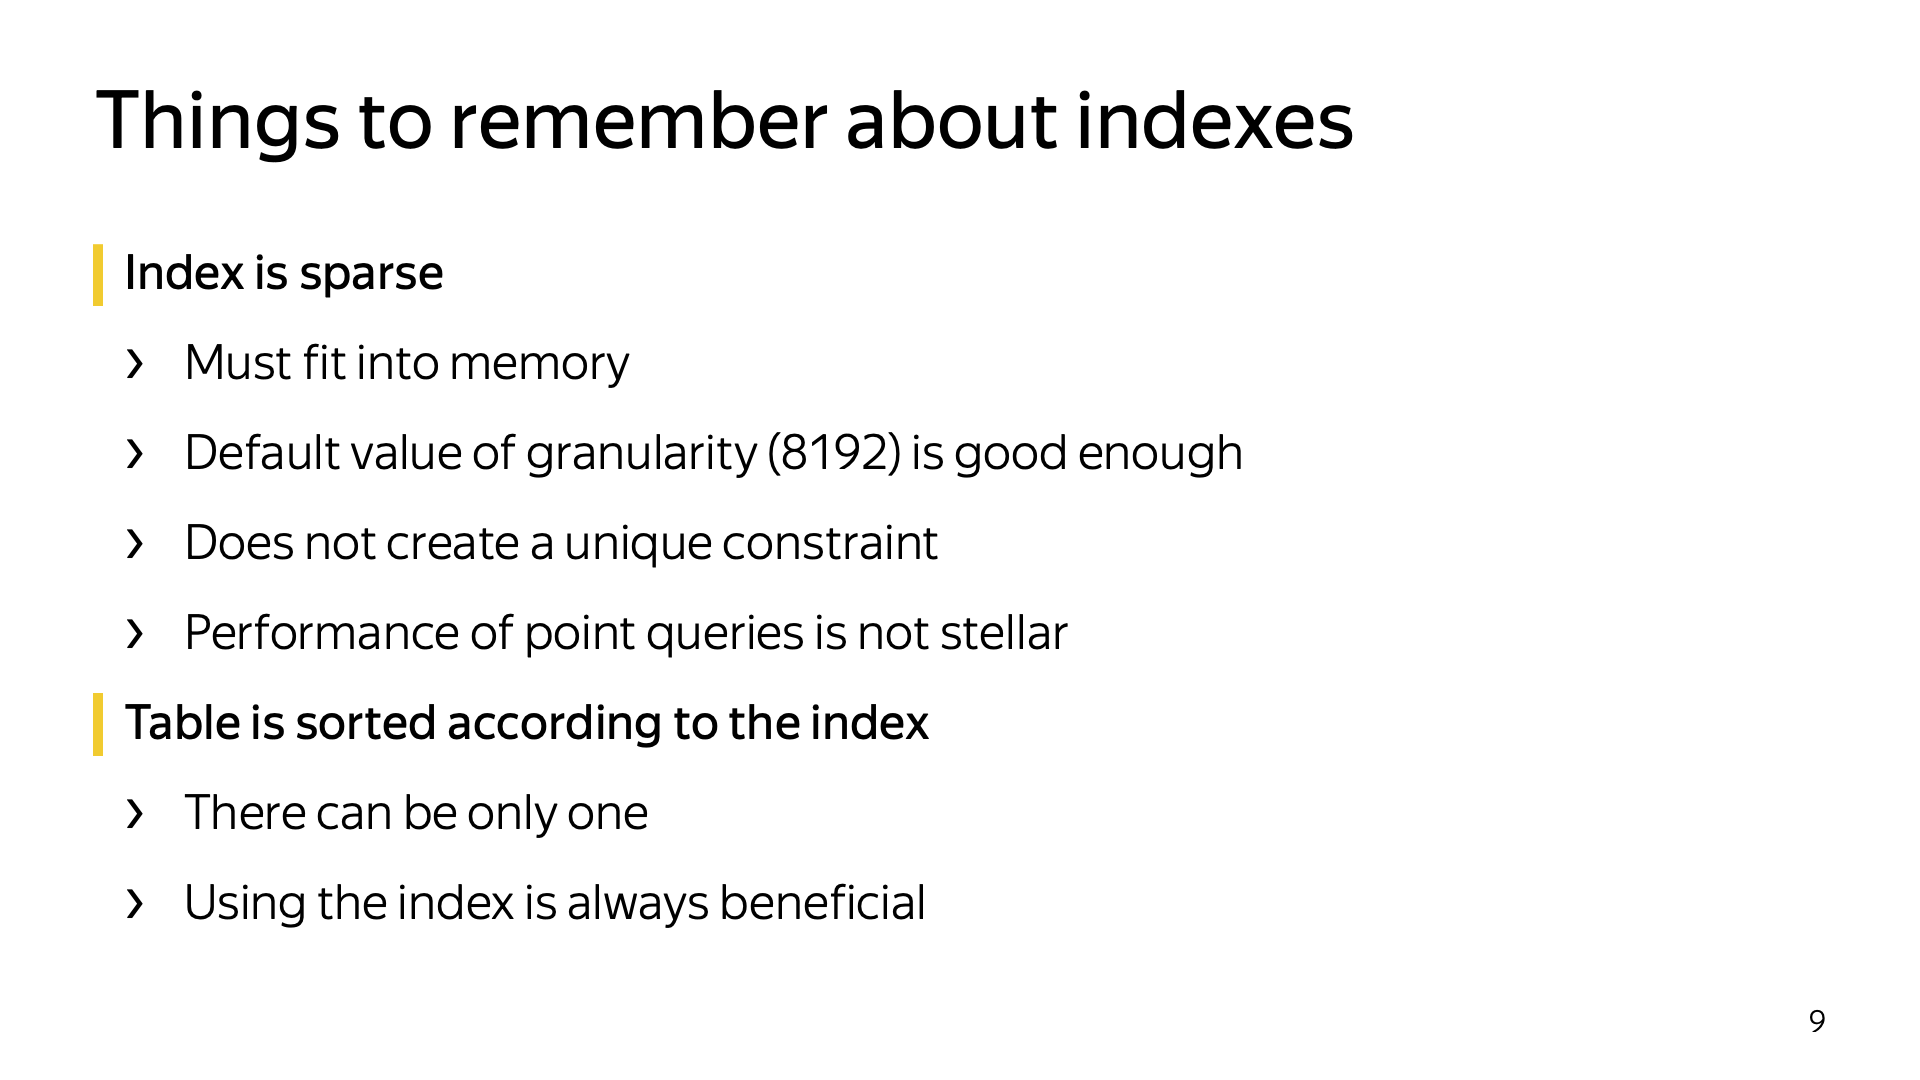 Things to remember about indexes
Index is sparse
› Must fit into memory
› Default value of granularity (8192) is good enough
› Does not create a unique constraint
› Performance of point queries is not stellar
Table is sorted according to the index
› There can be only one
› Using the index is always beneficial
9